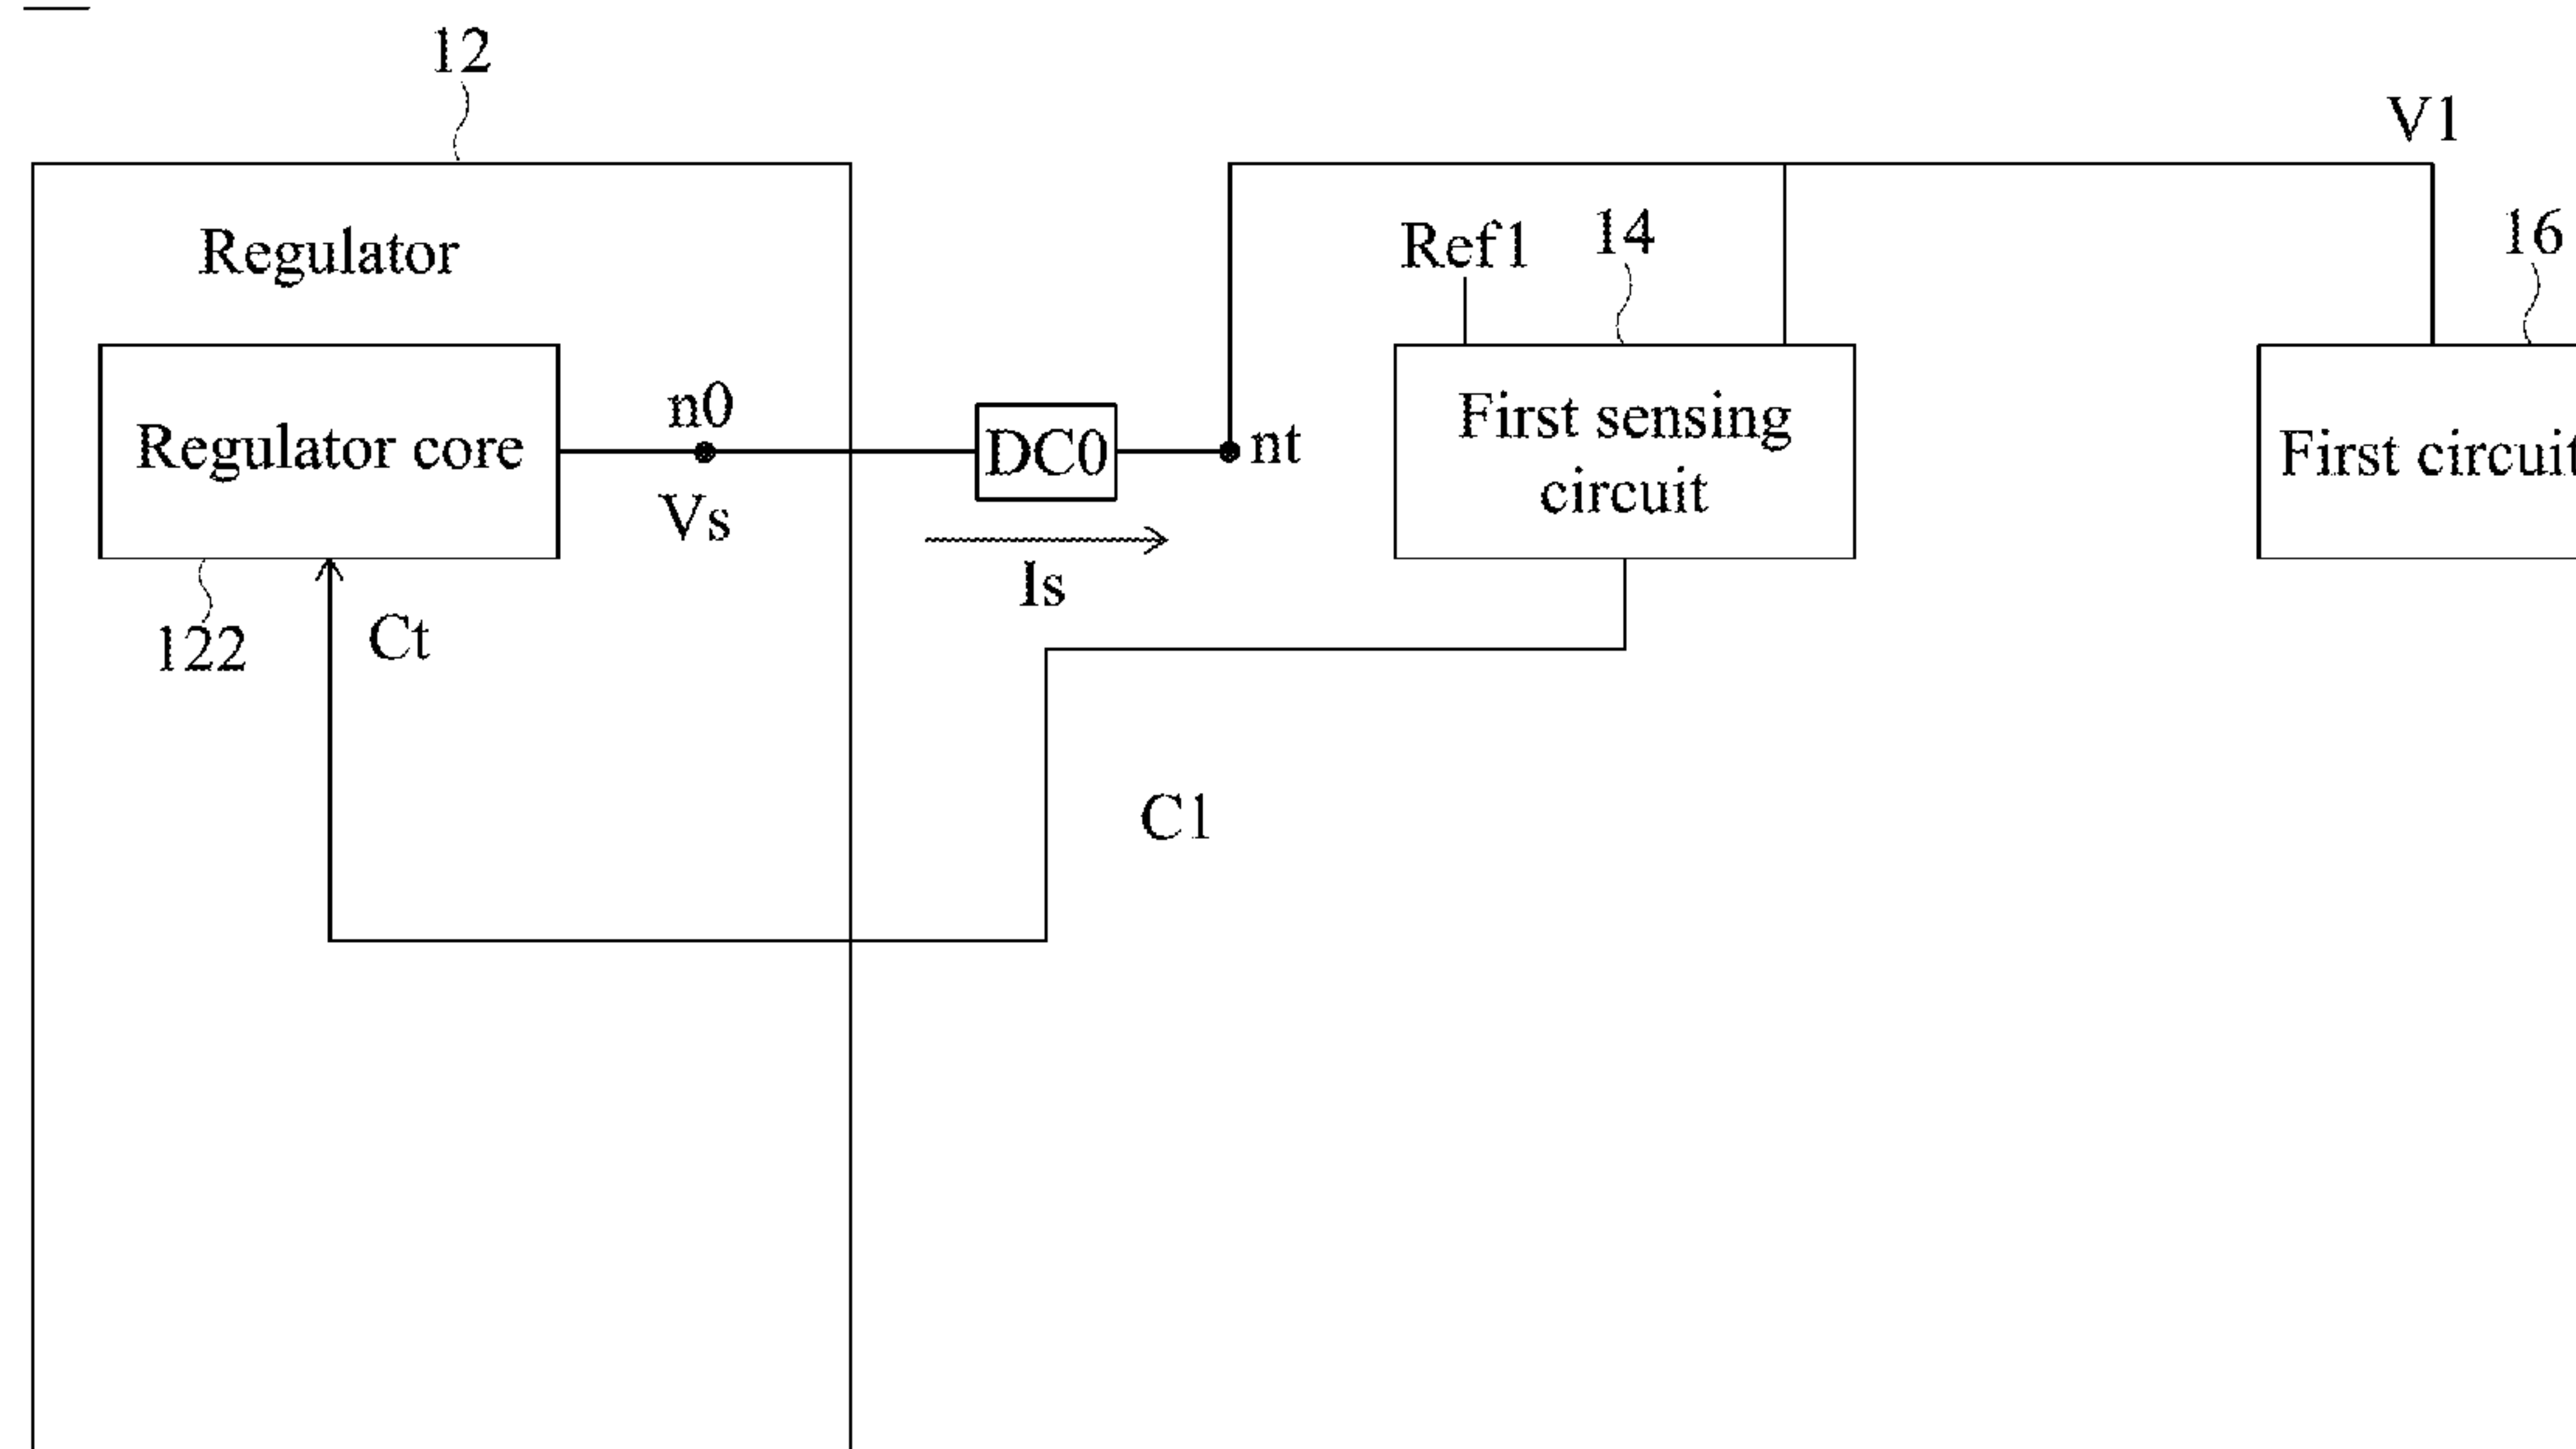 12
V1
Regulator
Ref1
14
16
Regulator core
n0
Vs
DC0
nt
Is
First sensing
circuit
First circuit
122
Ct
C1